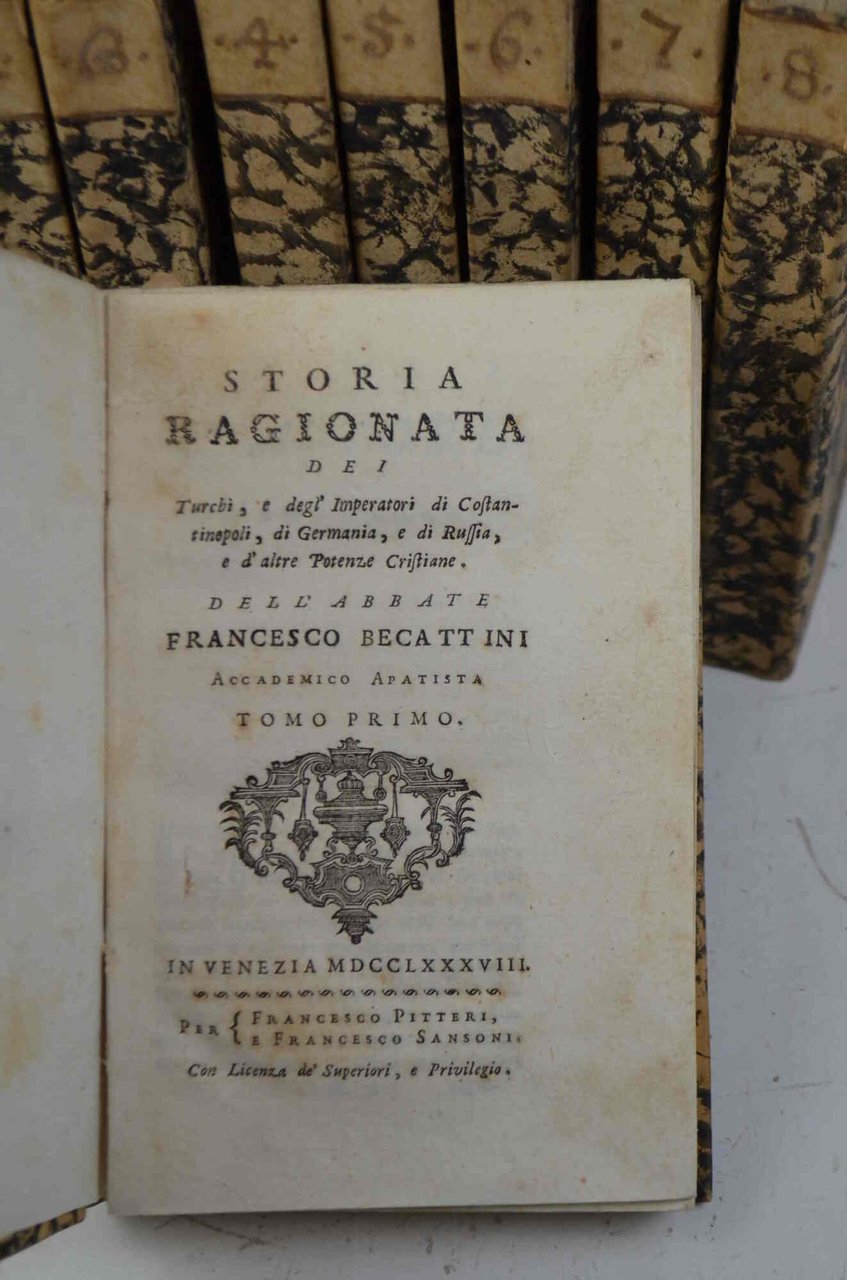 3
·4·
·5·
·6·
·7·
·8·
STORIA
RAGIONATA
DEI
Turchi, e degl' Imperatori di Coſtan-
tinopoli, di Germania, e di Ruſſia,
e d'altre Potenze Criſtiane.
DELL'ABBATE
FRANCESCO BECATTINI
ACCADEMICO APATISTA
TOMO PRIMO.
IN VENEZIA MDCCLXXXVIII.
PER { FRANCESCO PITTERI,
E FRANCESCO SANSONI.
Con Licenza de' Superiori, e Privilegio.